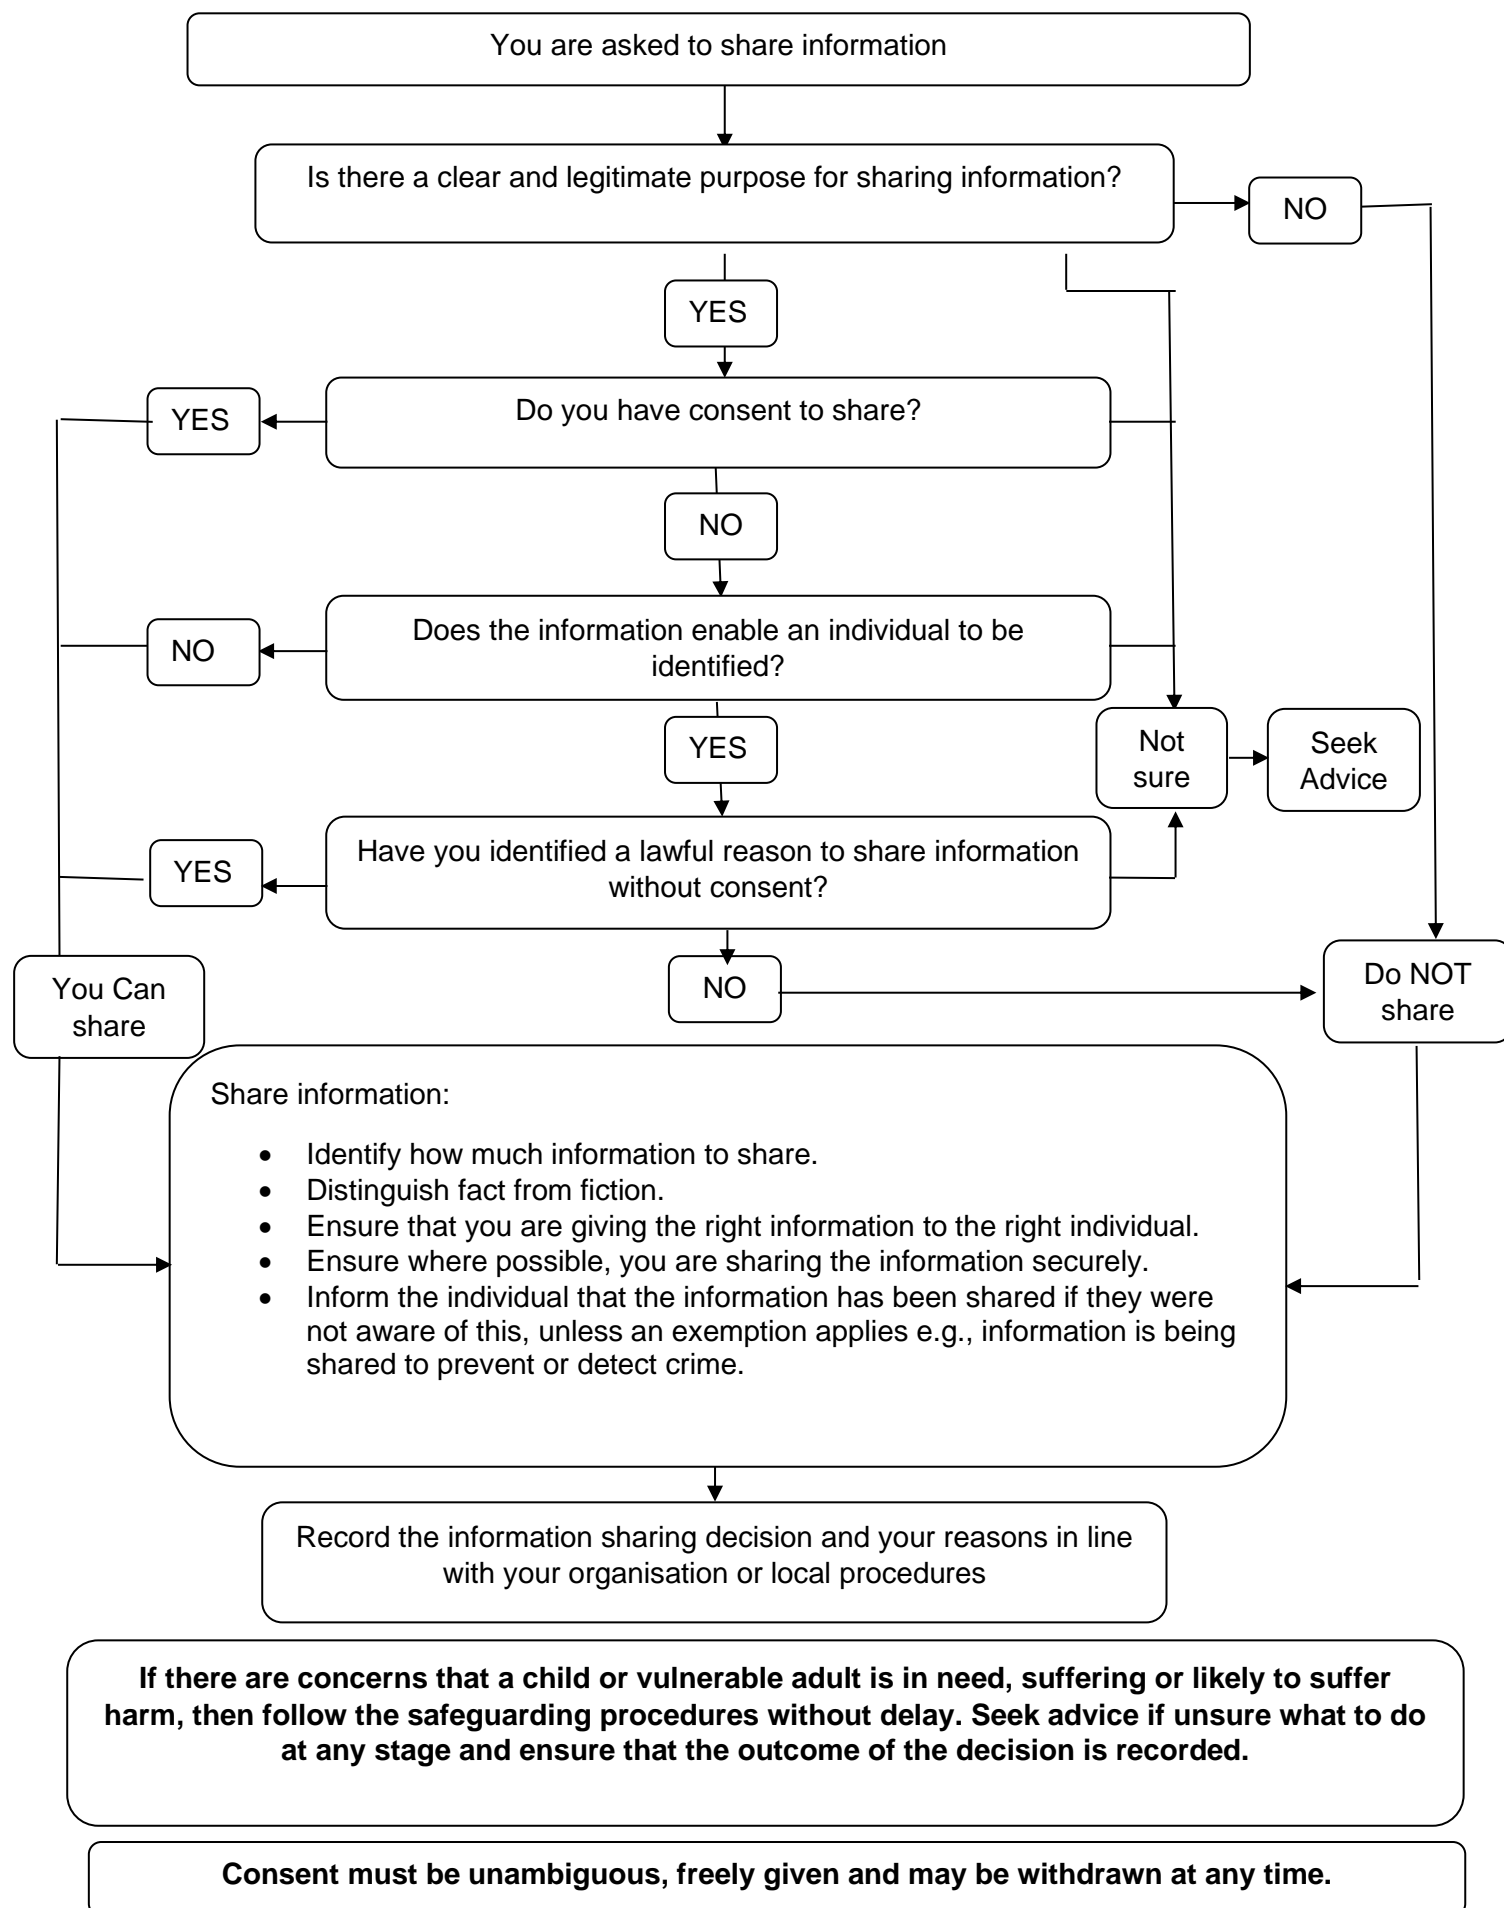 You are asked to share information
Is there a clear and legitimate purpose for sharing information?
NO
YES
YES
Do you have consent to share?
NO
NO
Does the information enable an individual to be
identified?
YES
Not
sure
Seek
Advice
YES
Have you identified a lawful reason to share information
without consent?
You Can
share
NO
Do NOT
share
Share information:
• Identify how much information to share.
• Distinguish fact from fiction.
• Ensure that you are giving the right information to the right individual.
• Ensure where possible, you are sharing the information securely.
• Inform the individual that the information has been shared if they were
not aware of this, unless an exemption applies e.g., information is being
shared to prevent or detect crime.
Record the information sharing decision and your reasons in line
with your organisation or local procedures
If there are concerns that a child or vulnerable adult is in need, suffering or likely to suffer
harm, then follow the safeguarding procedures without delay. Seek advice if unsure what to do
at any stage and ensure that the outcome of the decision is recorded.
Consent must be unambiguous, freely given and may be withdrawn at any time.